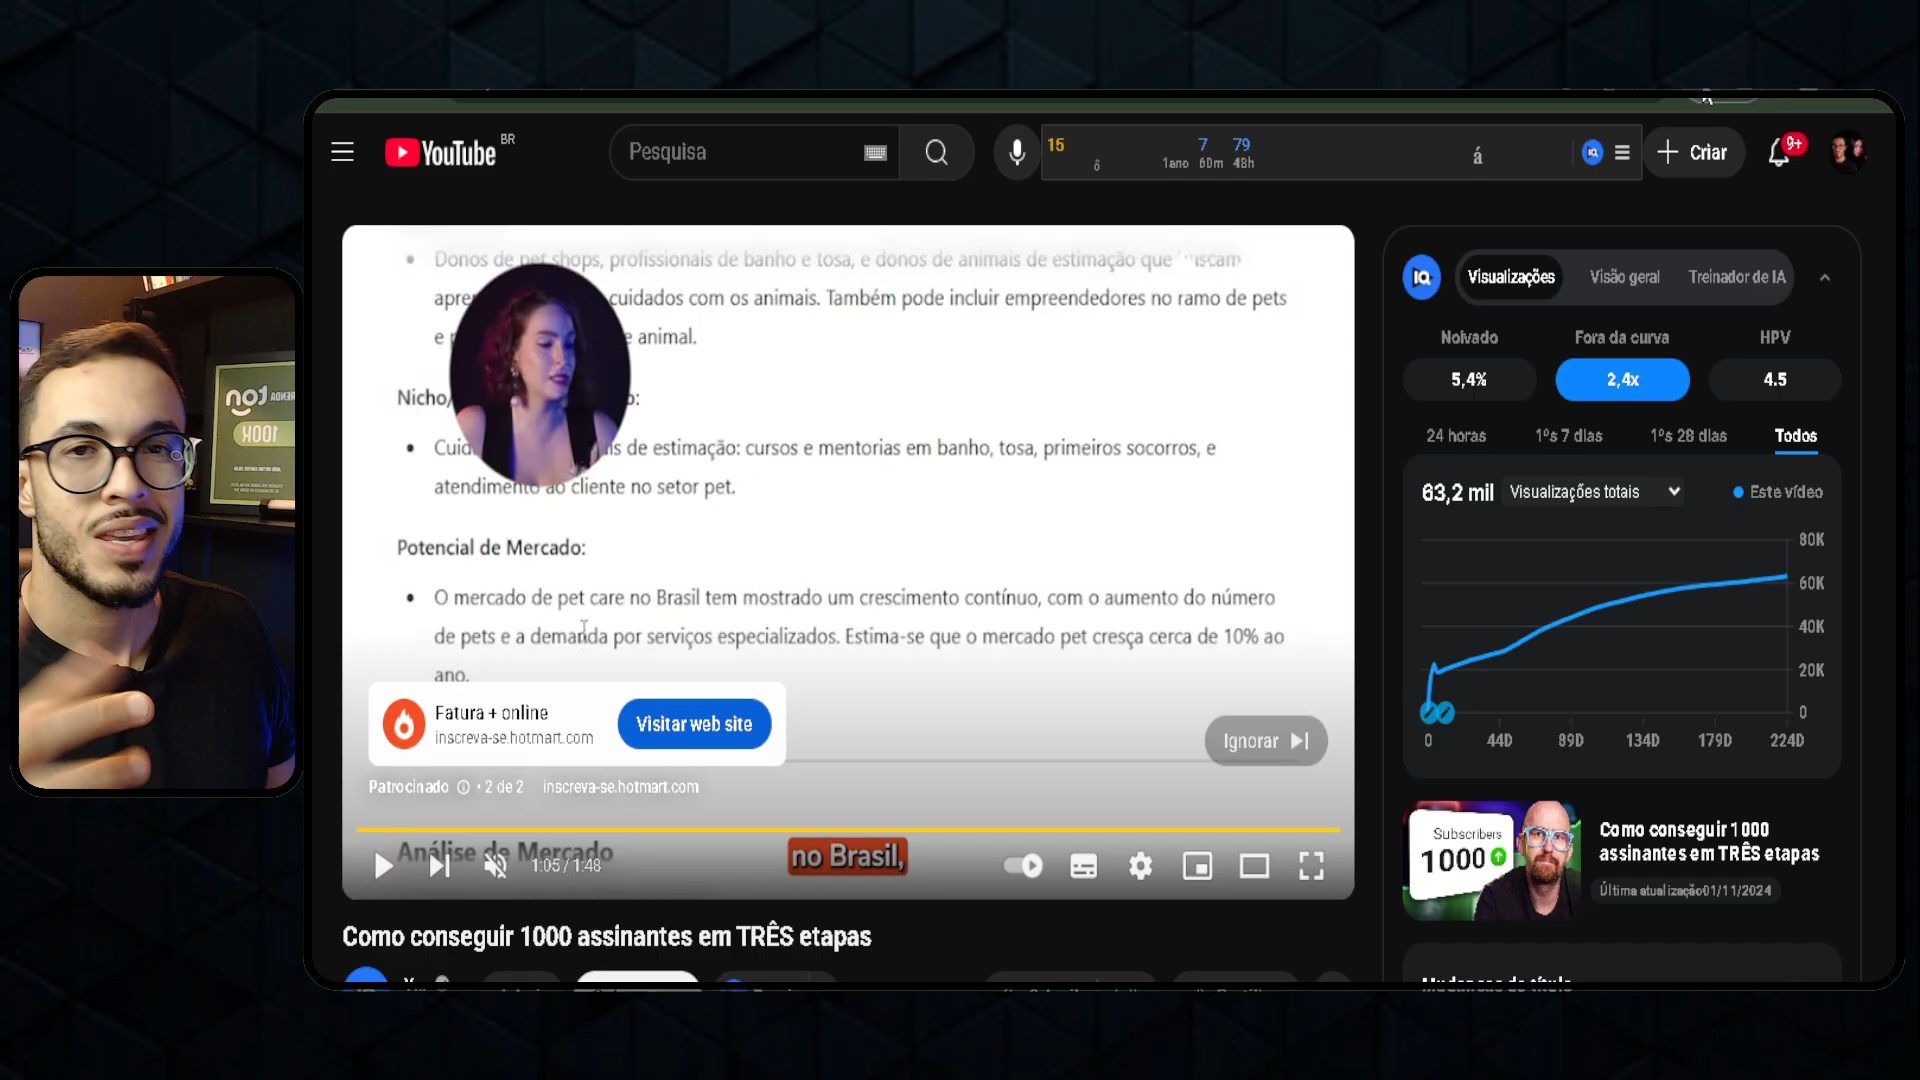 YouTube BR
Pesquisa
15
7 79
1ano 60m 48h
á
Criar
9+
Donos de pet shops, profissionais de banho e tosa, e donos de animais de estimação que
cuidados com os animais. Também pode incluir empreendedores no ramo de pets
e animal.
Nicho/
de estimação: cursos e mentorias em banho, tosa, primeiros socorros, e
atendimento ao cliente no setor pet.
Potencial de Mercado:
O mercado de pet care no Brasil tem mostrado um crescimento contínuo, com o aumento do número
de pets e a demanda por serviços especializados. Estima-se que o mercado pet cresça cerca de 10% ao
ano.
Fatura + online
inscreva-se.hotmart.com
Visitar web site
Ignorar
Patrocinado • 2 de 2 inscreva-se.hotmart.com
Análise de Mercado
no Brasil,
1:05 / 1:48
Como conseguir 1000 assinantes em TRÊS etapas
IQ
Visualizações Visão geral Treinador de IA
Noivado Fora da curva HPV
5,4% 2,4x 4.5
24 horas 1ºs 7 dias 1ºs 28 dias Todos
63,2 mil Visualizações totais Este vídeo
80K
60K
40K
20K
0
0 44D 89D 134D 179D 224D
Subscribers
1000
Como conseguir 1000
assinantes em TRÊS etapas
Última atualização01/11/2024
Mudanças de título
100K